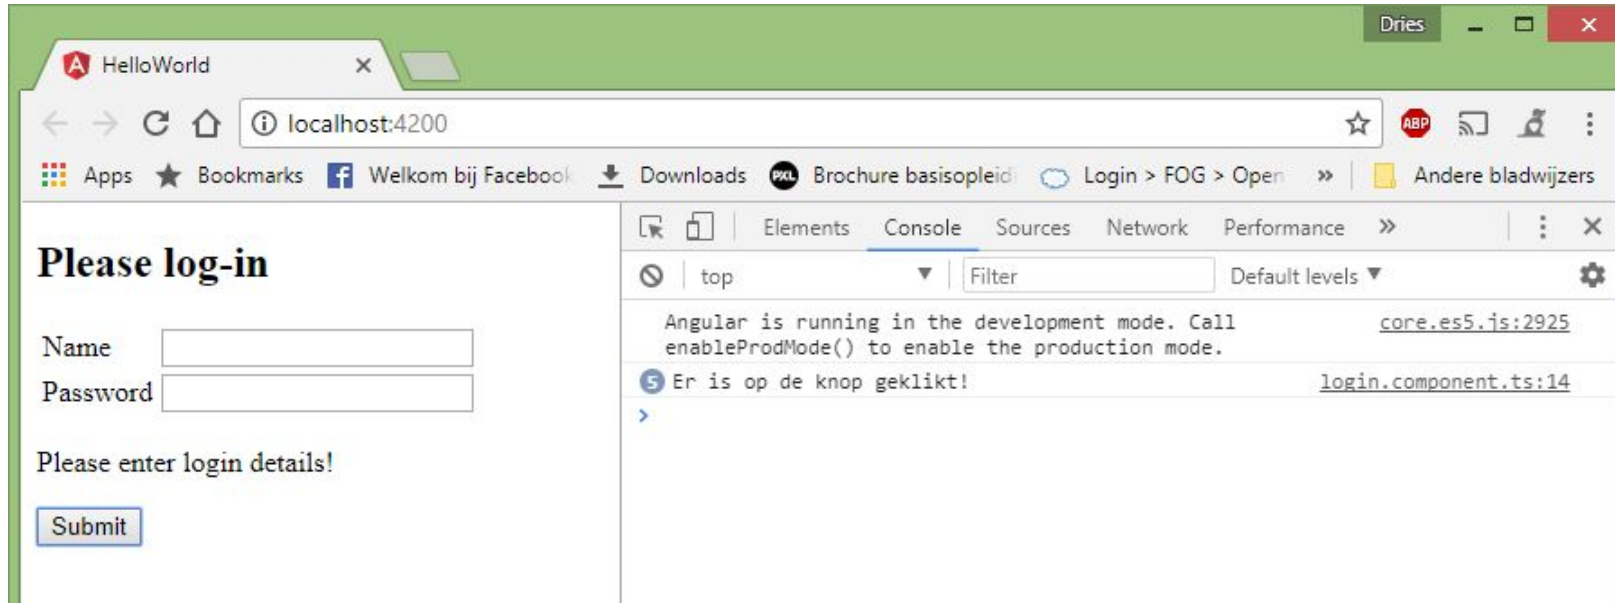 Dries
HelloWorld
localhost:4200
ABP
Apps Bookmarks Welkom bij Facebook Downloads PXL Brochure basisopleid Login > FOG > Open » Andere bladwijzers
Elements Console Sources Network Performance »
top Filter Default levels
Please log-in
Name
Password
Please enter login details!
Submit
Angular is running in the development mode. Call core.es5.js:2925
enableProdMode() to enable the production mode.
5 Er is op de knop geklikt! login.component.ts:14
>